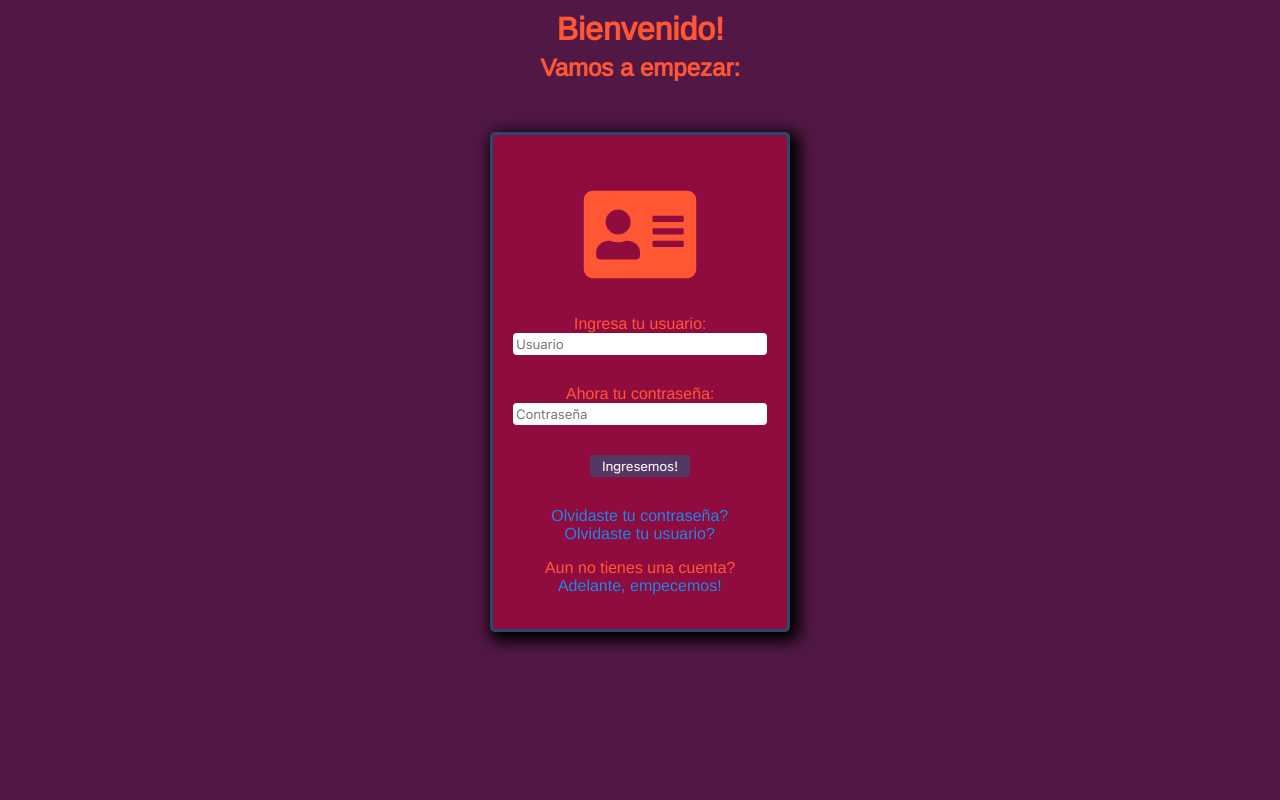 Bienvenido!
Vamos a empezar:
Ingresa tu usuario:
Usuario
Ahora tu contraseña:
Contraseña
Ingresemos!
Olvidaste tu contraseña?
Olvidaste tu usuario?
Aun no tienes una cuenta?
Adelante, empecemos!